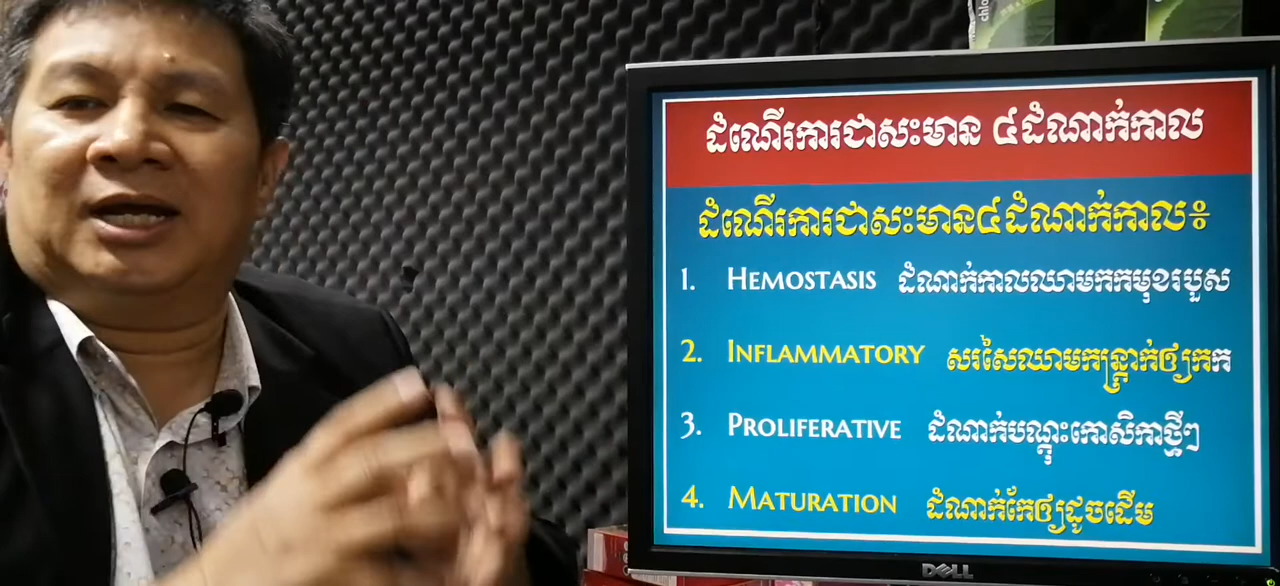 chlo
ដំណើរការជាសះមាន ៤ដំណាក់កាល
ដំណើរការជាសះមាន៤ដំណាក់កាល៖
1. HEMOSTASIS ដំណាក់កាលឈាមកកមុខរបួស
2. INFLAMMATORY សរសៃឈាមកន្ត្រាក់ឲ្យកក
3. PROLIFERATIVE ដំណាក់បណ្ដុះកោសិកាថ្មីៗ
4. MATURATION ដំណាក់កែឲ្យដូចដើម
DELL